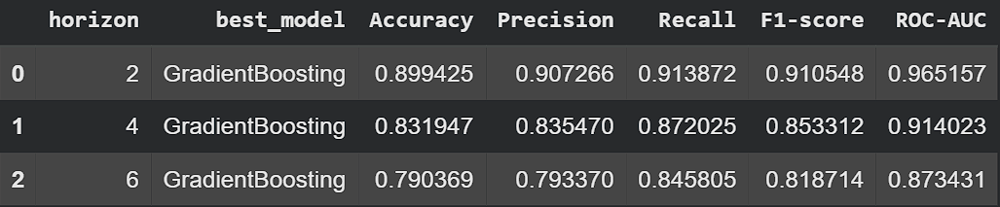 horizon best_model Accuracy Precision Recall F1-score ROC-AUC
0 2 GradientBoosting 0.899425 0.907266 0.913872 0.910548 0.965157
1 4 GradientBoosting 0.831947 0.835470 0.872025 0.853312 0.914023
2 6 GradientBoosting 0.790369 0.793370 0.845805 0.818714 0.873431